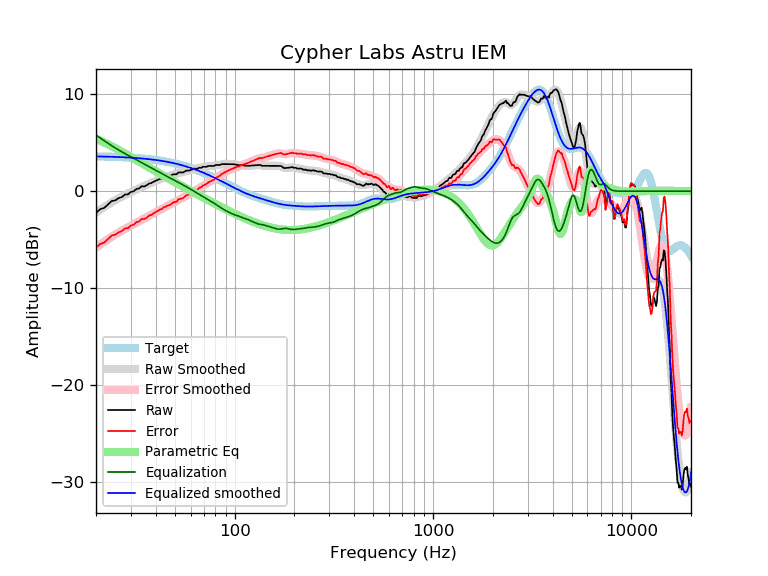 Cypher Labs Astru IEM
10
0
−10
−20
−30
Amplitude (dBr)
Target
Raw Smoothed
Error Smoothed
Raw
Error
Parametric Eq
Equalization
Equalized smoothed
100
1000
10000
Frequency (Hz)